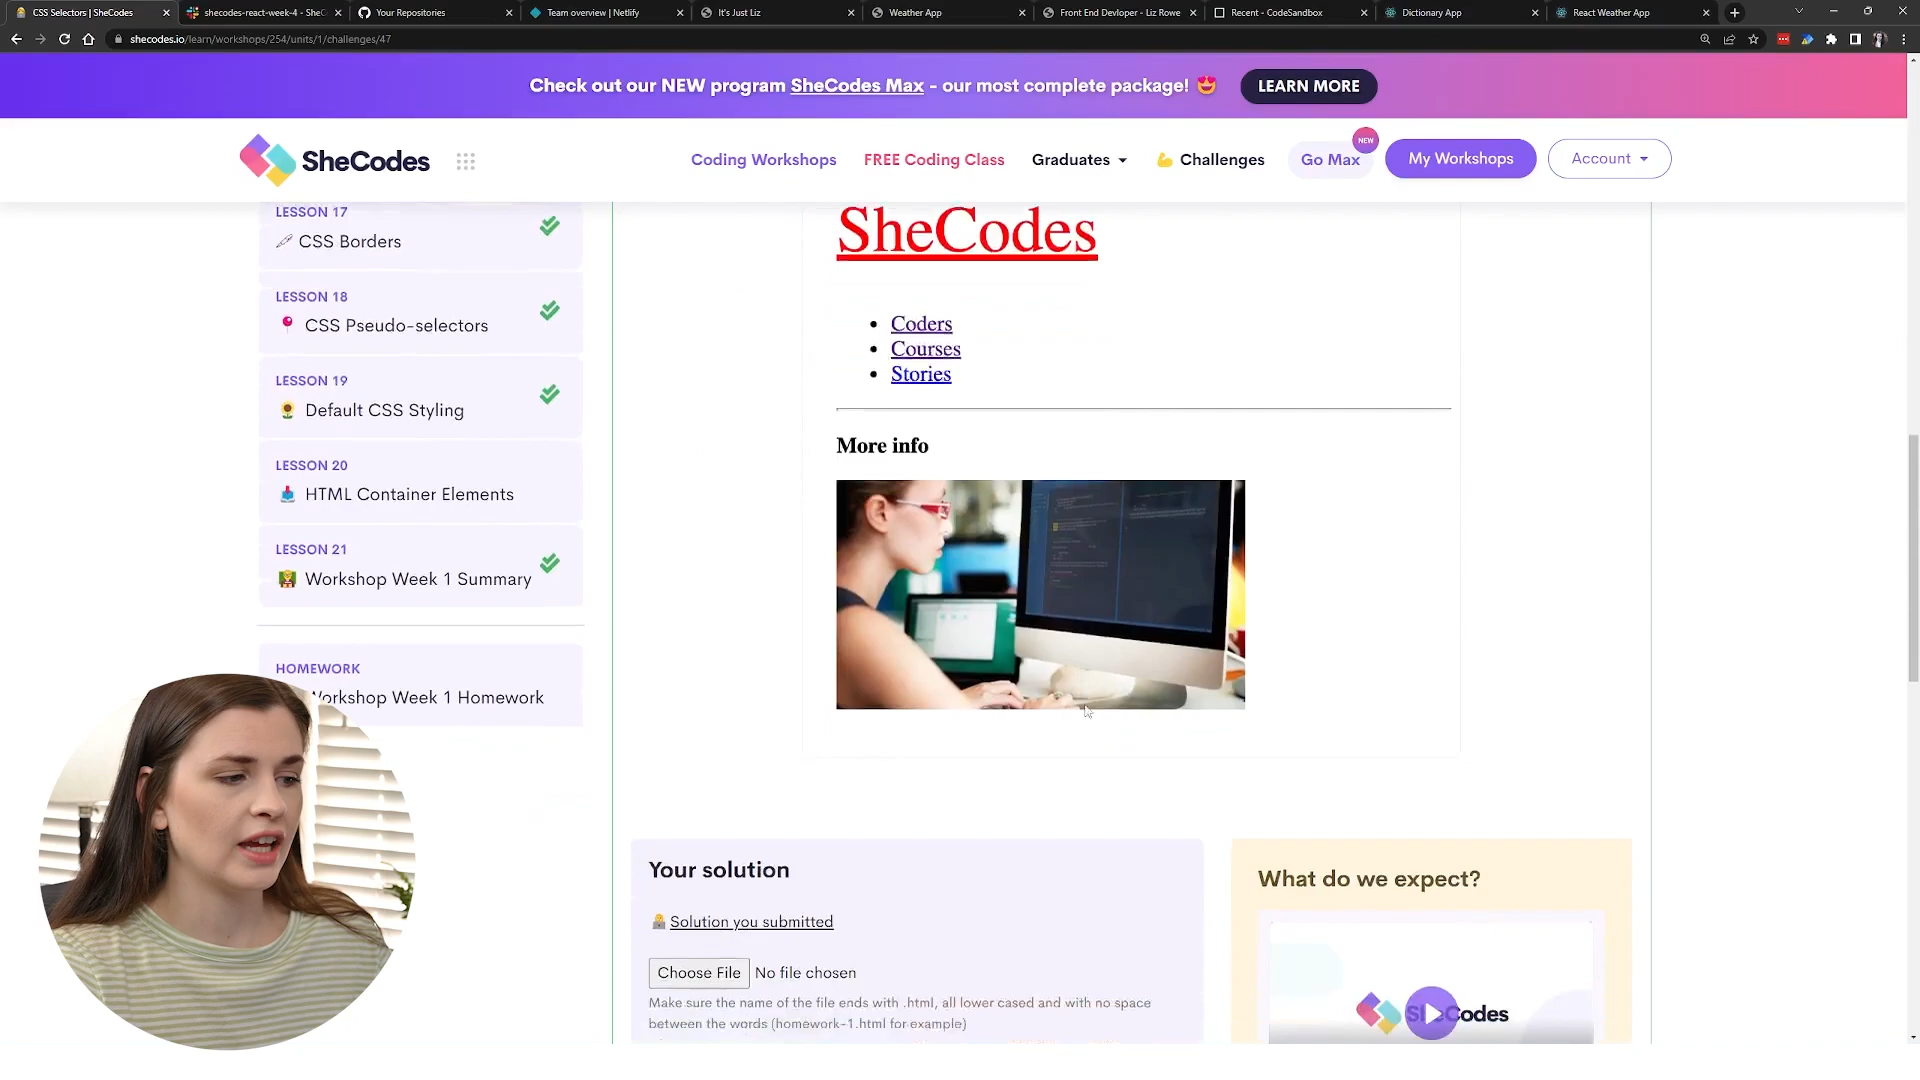 CSS Selectors | SheCodes
shecodes-react-week-4 - SheC
Your Repositories
Team overview | Netlify
It's Just Liz
Weather App
Front End Devloper - Liz Rowe
Recent - CodeSandbox
Dictionary App
React Weather App
shecodes.io/learn/workshops/254/units/1/challenges/47
Check out our NEW program SheCodes Max - our most complete package! 😍
LEARN MORE
SheCodes
Coding Workshops
FREE Coding Class
Graduates
💪 Challenges
Go Max
NEW
My Workshops
Account
LESSON 17
CSS Borders
LESSON 18
CSS Pseudo-selectors
LESSON 19
Default CSS Styling
LESSON 20
HTML Container Elements
LESSON 21
Workshop Week 1 Summary
HOMEWORK
Workshop Week 1 Homework
SheCodes
• Coders
• Courses
• Stories
More info
Your solution
Solution you submitted
Choose File No file chosen
Make sure the name of the file ends with .html, all lower cased and with no space
between the words (homework-1.html for example)
What do we expect?
SheCodes